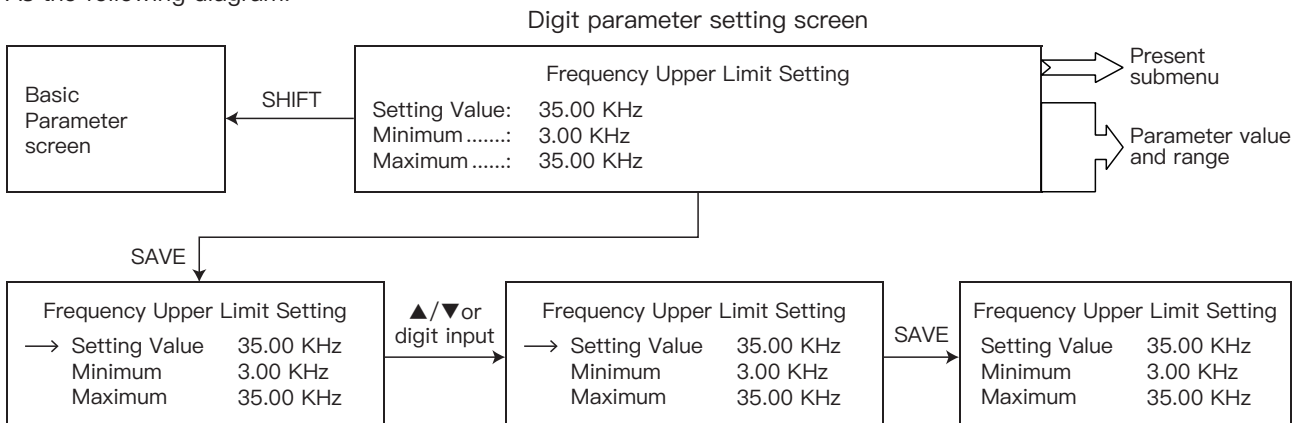 Digit parameter setting screen
Basic
Parameter
screen
SHIFT
Frequency Upper Limit Setting
Setting Value: 35.00 KHz
Minimum.......: 3.00 KHz
Maximum ......: 35.00 KHz
Present
submenu
Parameter value
and range
SAVE
Frequency Upper Limit Setting
→ Setting Value 35.00 KHz
Minimum 3.00 KHz
Maximum 35.00 KHz
▲/▼or
digit input
Frequency Upper Limit Setting
→ Setting Value 35.00 KHz
Minimum 3.00 KHz
Maximum 35.00 KHz
SAVE
Frequency Upper Limit Setting
Setting Value 35.00 KHz
Minimum 3.00 KHz
Maximum 35.00 KHz